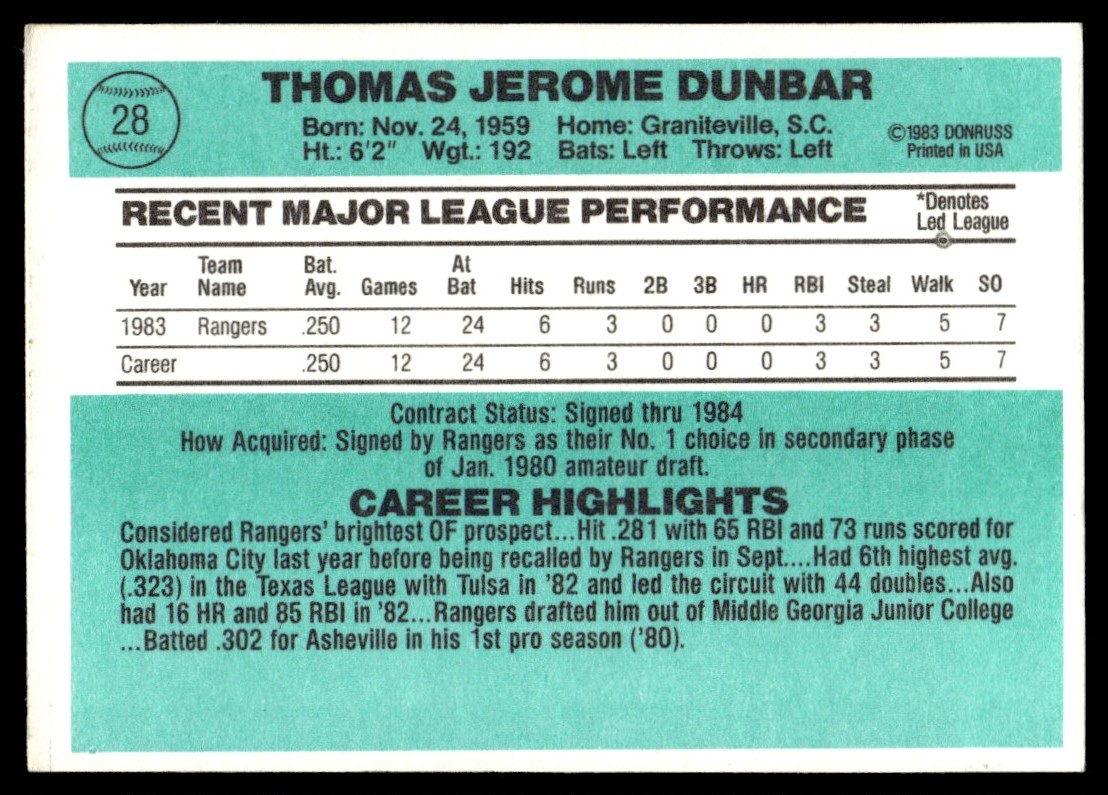 28
THOMAS JEROME DUNBAR
Born: Nov. 24, 1959 Home: Graniteville, S.C.
Ht.: 6'2" Wgt.: 192 Bats: Left Throws: Left
©1983 DONRUSS
Printed in USA
RECENT MAJOR LEAGUE PERFORMANCE
*Denotes
Led League
Year Team Name Bat. Avg. Games At Bat Hits Runs 2B 3B HR RBI Steal Walk SO
1983 Rangers .250 12 24 6 3 0 0 0 3 3 5 7
Career .250 12 24 6 3 0 0 0 3 3 5 7
Contract Status: Signed thru 1984
How Acquired: Signed by Rangers as their No. 1 choice in secondary phase
of Jan. 1980 amateur draft.
CAREER HIGHLIGHTS
Considered Rangers' brightest OF prospect...Hit .281 with 65 RBI and 73 runs scored for
Oklahoma City last year before being recalled by Rangers in Sept....Had 6th highest avg.
(.323) in the Texas League with Tulsa in '82 and led the circuit with 44 doubles...Also
had 16 HR and 85 RBI in '82...Rangers drafted him out of Middle Georgia Junior College
...Batted .302 for Asheville in his 1st pro season ('80).